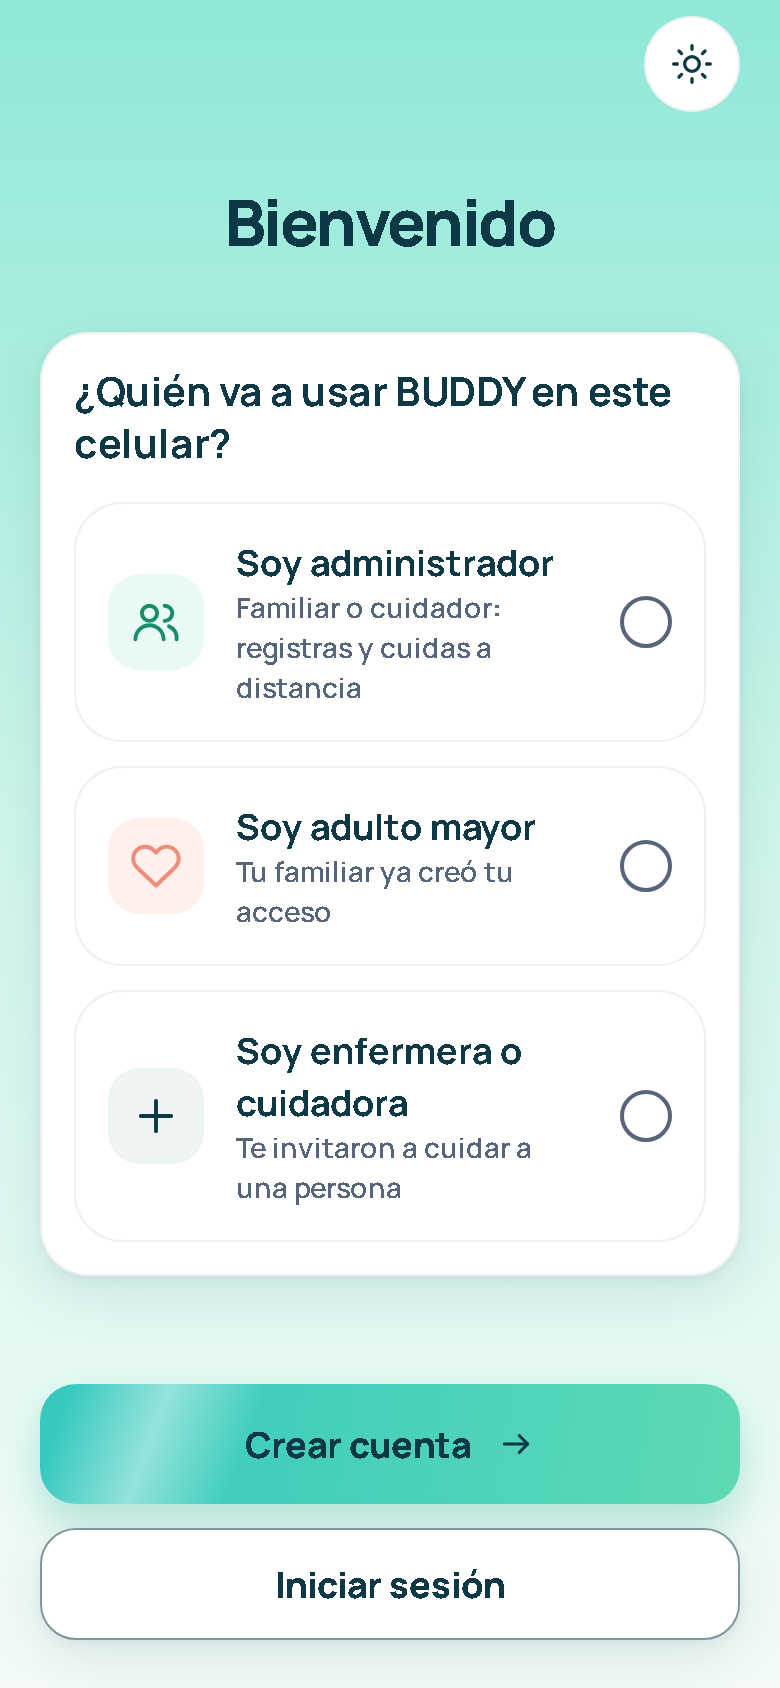 Bienvenido
¿Quién va a usar BUDDY en este
celular?
Soy administrador
Familiar o cuidador:
registras y cuidas a
distancia
Soy adulto mayor
Tu familiar ya creó tu
acceso
Soy enfermera o
cuidadora
Te invitaron a cuidar a
una persona
Crear cuenta →
Iniciar sesión